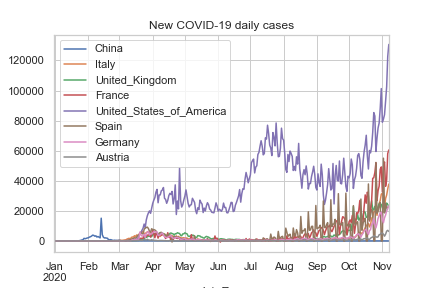 New COVID-19 daily cases
120000
100000
80000
60000
40000
20000
0
China
Italy
United_Kingdom
France
United_States_of_America
Spain
Germany
Austria
Jan Feb Mar Apr May Jun Jul Aug Sep Oct Nov
2020